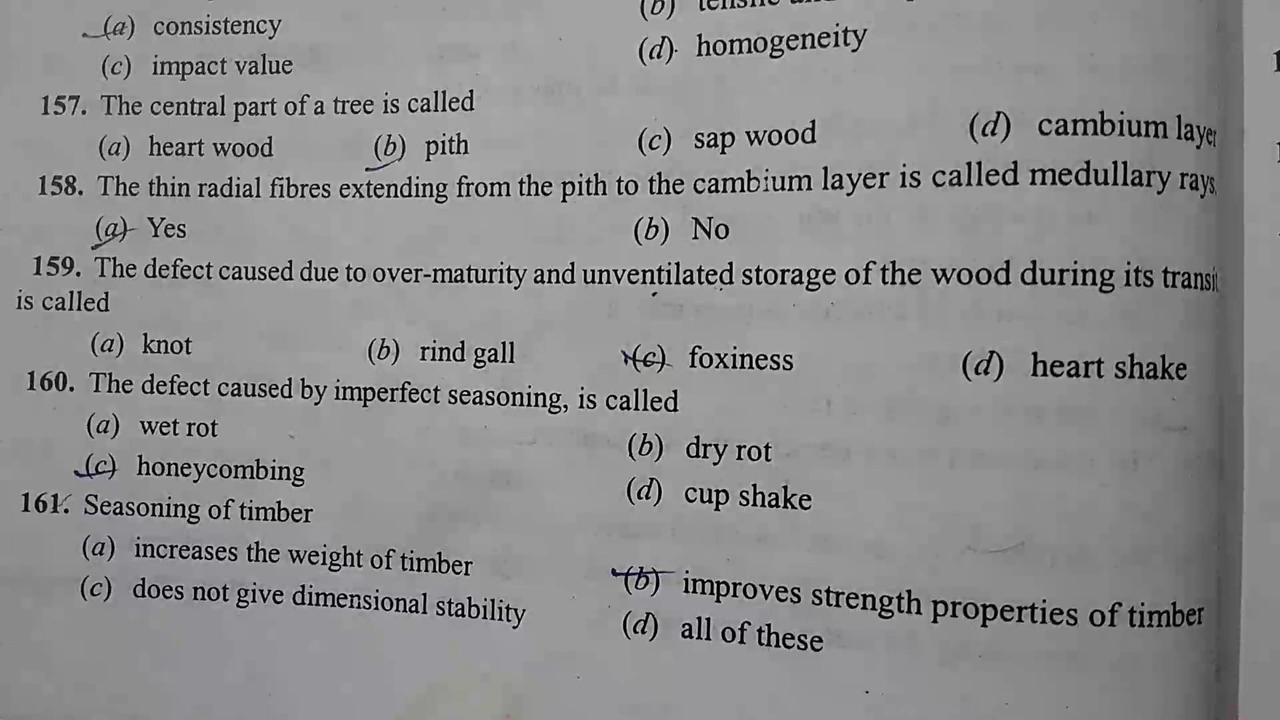 (a) consistency
(b)
(c) impact value
(d) homogeneity
157. The central part of a tree is called
(a) heart wood (b) pith (c) sap wood (d) cambium layer
158. The thin radial fibres extending from the pith to the cambium layer is called medullary rays
(a) Yes (b) No
159. The defect caused due to over-maturity and unventilated storage of the wood during its transit
is called
(a) knot (b) rind gall (c) foxiness (d) heart shake
160. The defect caused by imperfect seasoning, is called
(a) wet rot (b) dry rot
(c) honeycombing (d) cup shake
161. Seasoning of timber
(a) increases the weight of timber (b) improves strength properties of timber
(c) does not give dimensional stability (d) all of these